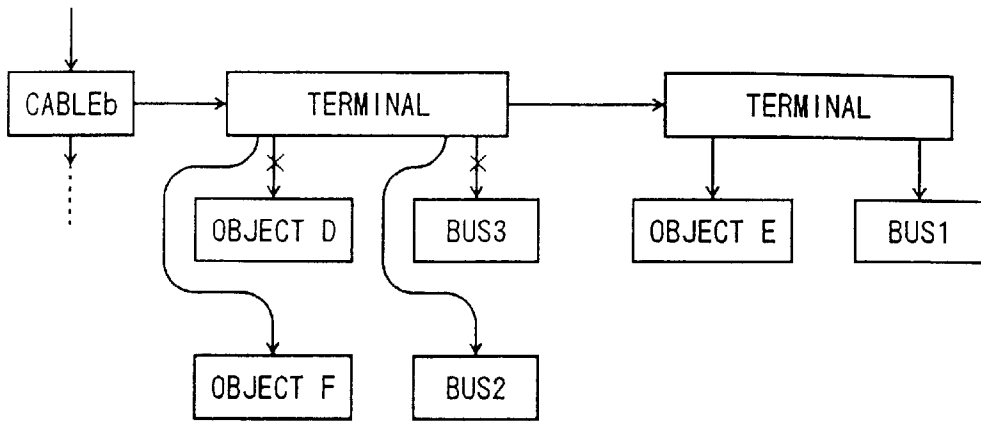 CABLEb
TERMINAL
TERMINAL
OBJECT D
BUS3
OBJECT E
BUS1
OBJECT F
BUS2